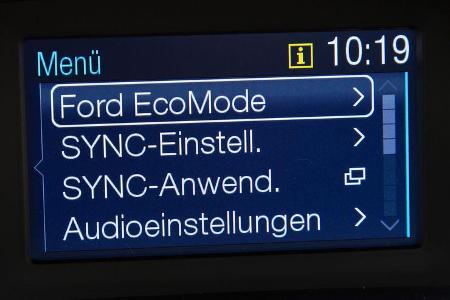 Menü i 10:19
Ford EcoMode
SYNC-Einstell.
SYNC-Anwend.
Audioeinstellungen